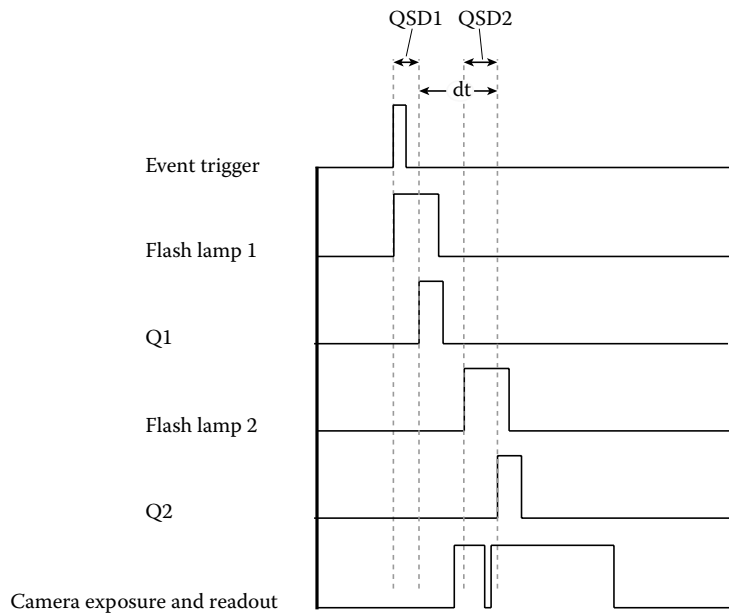 QSD1 QSD2
dt
Event trigger
Flash lamp 1
Q1
Flash lamp 2
Q2
Camera exposure and readout